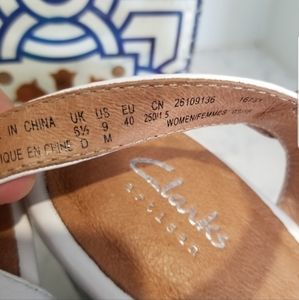 IN CHINA UK US EU CN 26109136
6½ 9 40 250/1.5
IQUE EN CHINE D M WOMEN/FEMMES
Clarks